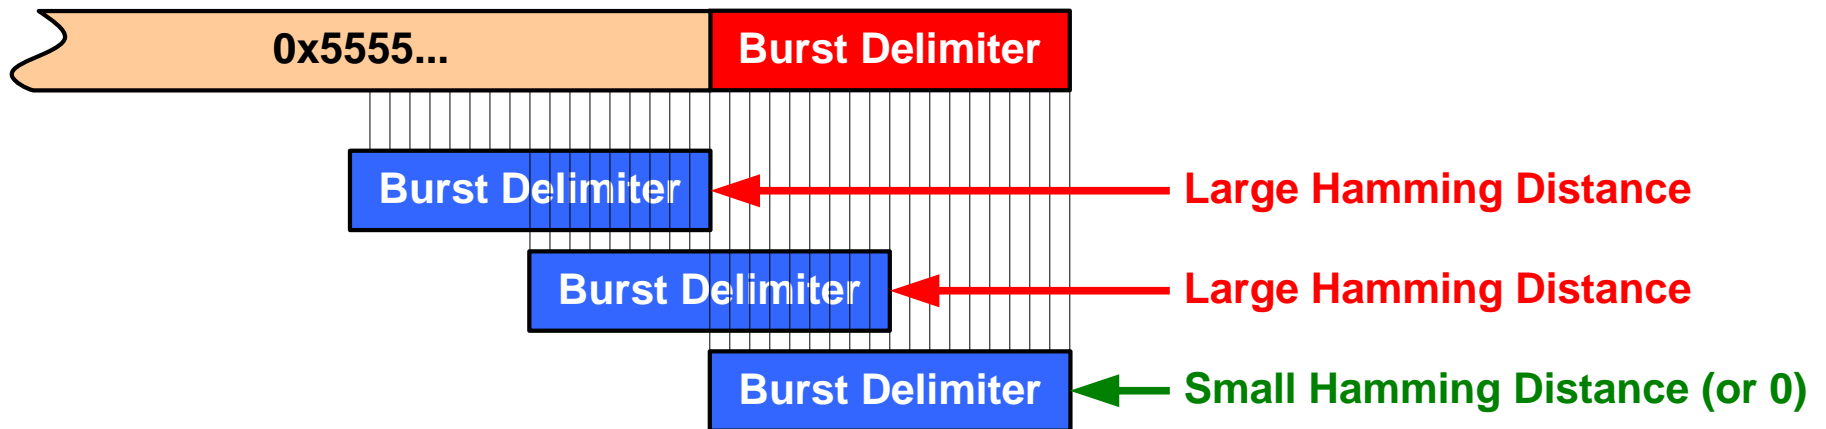 0x5555... Burst Delimiter
Burst Delimiter Large Hamming Distance
Burst Delimiter Large Hamming Distance
Burst Delimiter Small Hamming Distance (or 0)